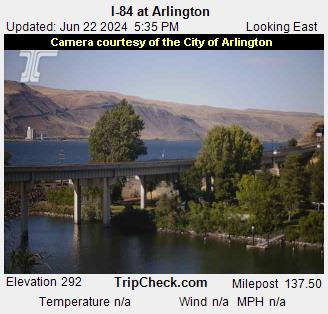 I-84 at Arlington
Updated: Jun 22 2024 5:35 PM Looking East
Camera courtesy of the City of Arlington
Elevation 292 TripCheck.com Milepost 137.50
Temperature n/a Wind n/a MPH n/a